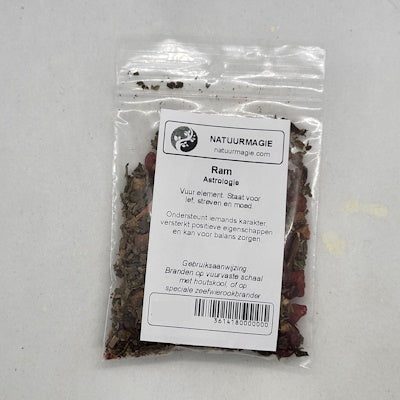 NATUURMAGIE
natuurmagie.com
Ram
Astrologie
Vuur element. Staat voor
lef, streven en moed
Ondersteunt iemands karakter,
versterkt positieve eigenschappen
en kan voor balans zorgen
Gebruiksaanwijzing
Branden op vuurvaste schaal
met houtskool, of op
speciale zeefwierookbrander
3614180000000